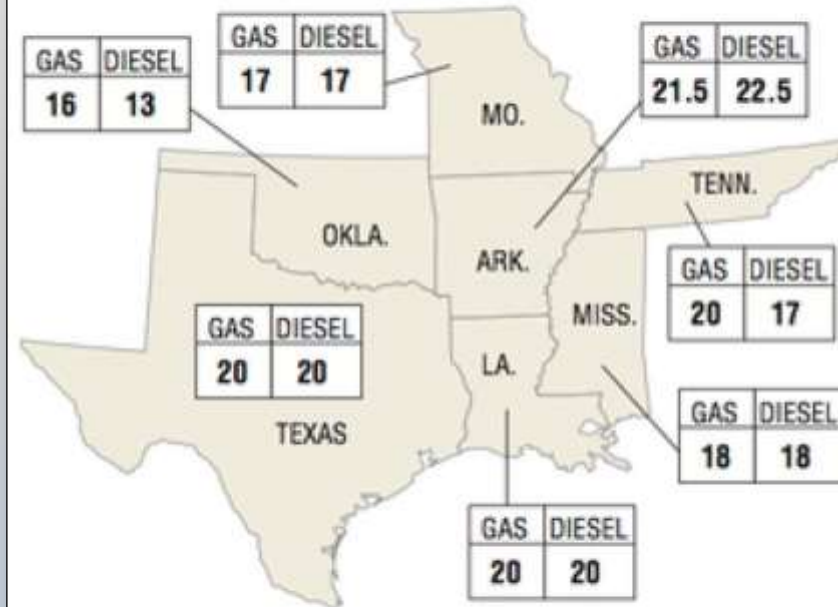 GAS DIESEL
17 17
GAS DIESEL
16 13
GAS DIESEL
21.5 22.5
MO.
TENN.
OKLA.
ARK.
GAS DIESEL
20 17
MISS.
GAS DIESEL
20 20
LA.
TEXAS
GAS DIESEL
18 18
GAS DIESEL
20 20